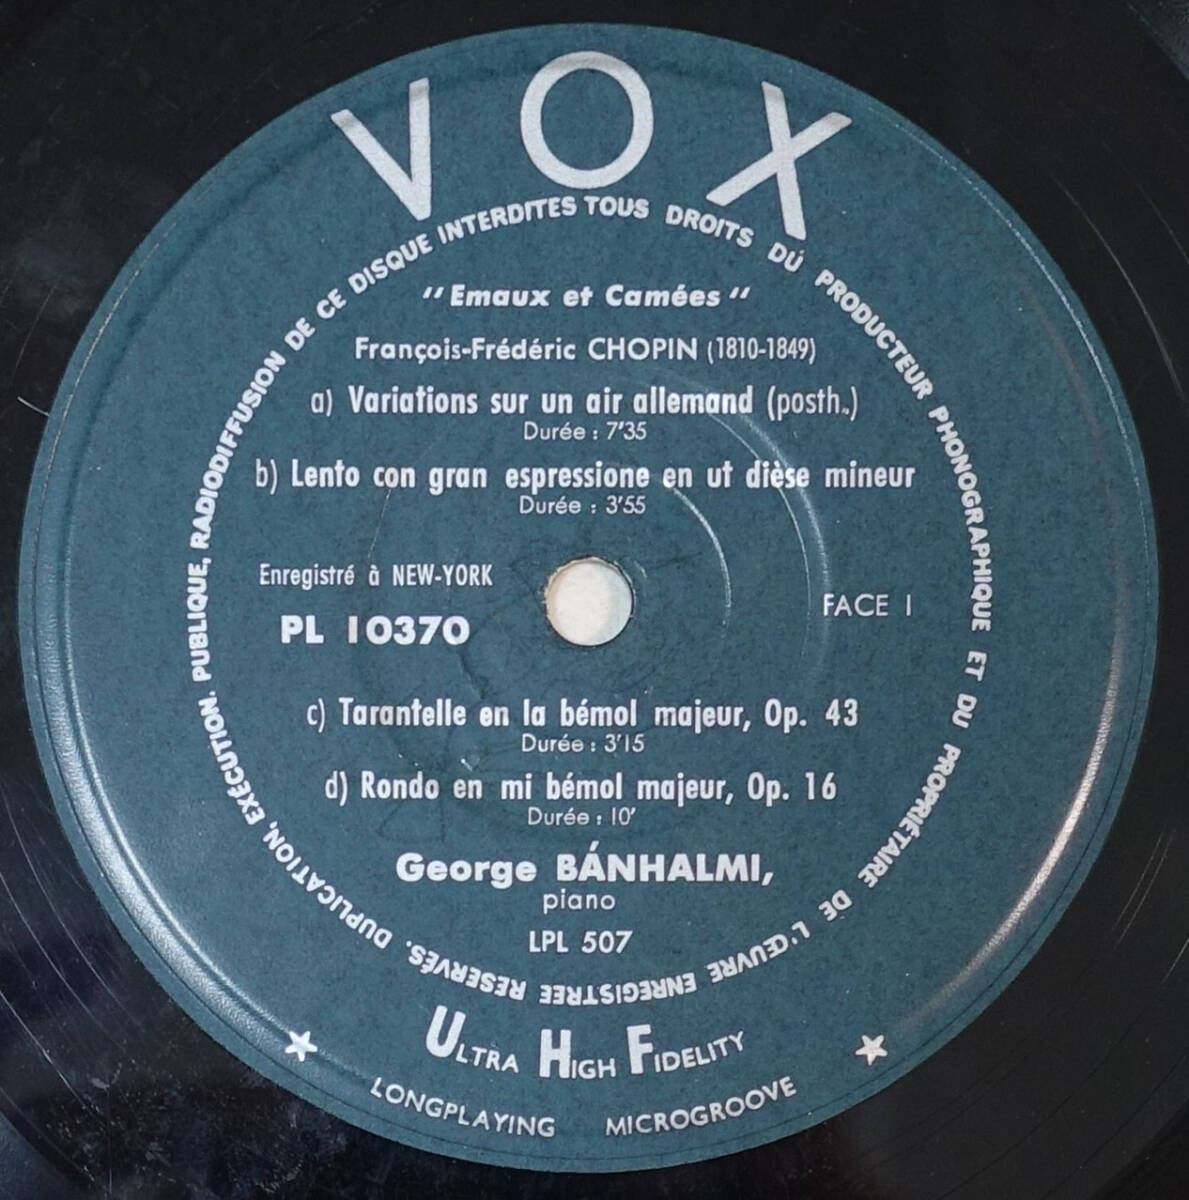 VOX
TOUS DROITS DÚ PRODUCTEUR PHONOGRAPHIQUE ET DU PROPRIÉTAIRE DE L'ŒUVRE ENREGISTRÉE RESERVÉS. DUPLICATION, EXÉCUTION. PUBLIQUE, RADIODIFFUSION DE CE DISQUE INTERDITES
"Emaux et Camées"
François-Frédéric CHOPIN (1810-1849)
a) Variations sur un air allemand (posth.)
Durée : 7'35
b) Lento con gran espressione en ut dièse mineur
Durée : 3'55
Enregistré à NEW-YORK
PL 10370
FACE 1
c) Tarantelle en la bémol majeur, Op. 43
Durée : 3'15
d) Rondo en mi bémol majeur, Op. 16
Durée : 10'
George BÁNHALMI,
piano
LPL 507
ULTRA HIGH FIDELITY
LONGPLAYING MICROGROOVE